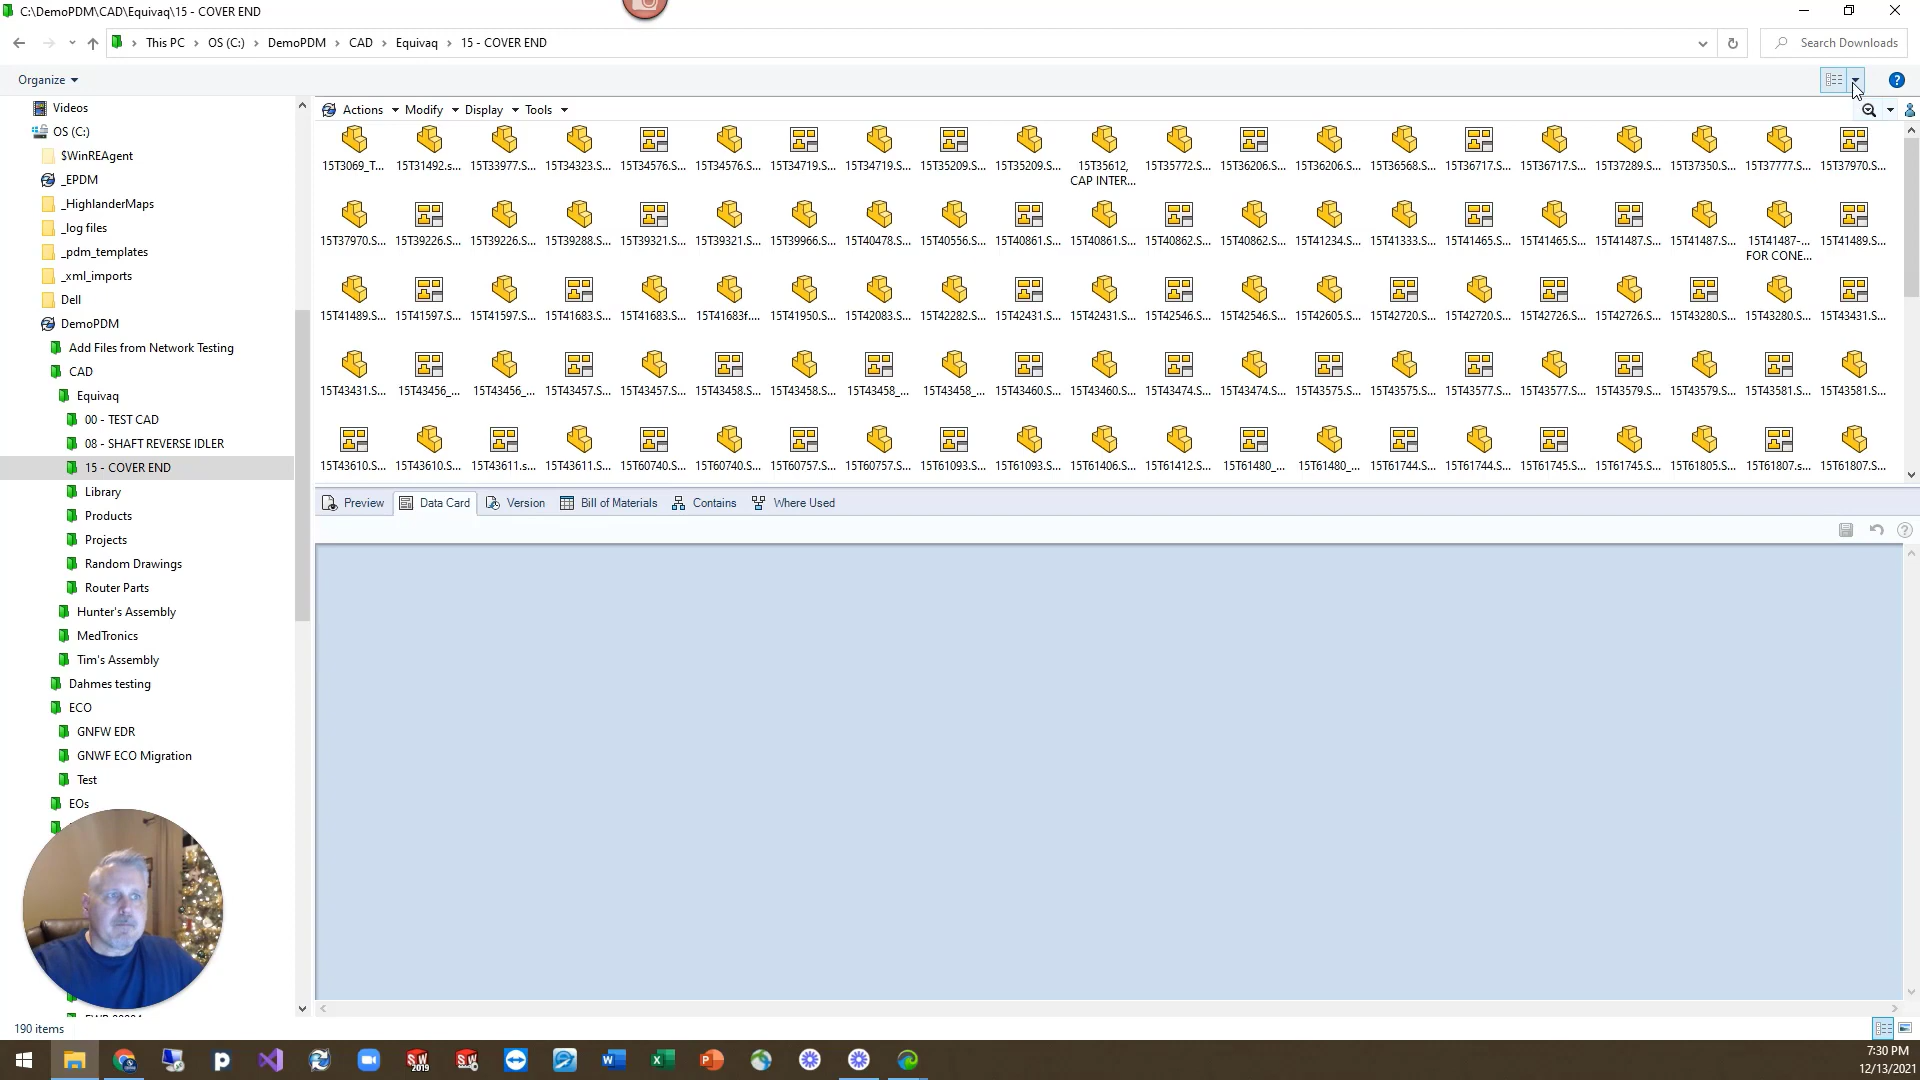 C:\DemoPDM\CAD\Equivaq\15 - COVER END
This PC > OS (C:) > DemoPDM > CAD > Equivaq > 15 - COVER END
Search Downloads
Organize
Videos
OS (C:)
$WinREAgent
_EPDM
_HighlanderMaps
_log files
_pdm_templates
_xml_imports
Dell
DemoPDM
Add Files from Network Testing
CAD
Equivaq
00 - TEST CAD
08 - SHAFT REVERSE IDLER
15 - COVER END
Library
Products
Projects
Random Drawings
Router Parts
Hunter's Assembly
MedTronics
Tim's Assembly
Dahmes testing
ECO
GNFW EDR
GNWF ECO Migration
Test
EOs
Actions Modify Display Tools
15T3069_T... 15T31492.s... 15T33977.S... 15T34323.S... 15T34576.S... 15T34576.S... 15T34719.S... 15T34719.S... 15T35209.S... 15T35209.S... 15T35612, 15T35772.S... 15T36206.S... 15T36206.S... 15T36568.S... 15T36717.S... 15T36717.S... 15T37289.S... 15T37350.S... 15T37777.S... 15T37970.S...
CAP INTER...
15T37970.S... 15T39226.S... 15T39226.S... 15T39288.S... 15T39321.S... 15T39321.S... 15T39966.S... 15T40478.S... 15T40556.S... 15T40861.S... 15T40861.S... 15T40862.S... 15T40862.S... 15T41234.S... 15T41333.S... 15T41465.S... 15T41465.S... 15T41487.S... 15T41487.S... 15T41487-... 15T41489.S...
FOR CONE...
15T41489.S... 15T41597.S... 15T41597.S... 15T41683.S... 15T41683.S... 15T41683f.... 15T41950.S... 15T42083.S... 15T42282.S... 15T42431.S... 15T42431.S... 15T42546.S... 15T42546.S... 15T42605.S... 15T42720.S... 15T42720.S... 15T42726.S... 15T42726.S... 15T43280.S... 15T43280.S... 15T43431.S...
15T43431.S... 15T43456_... 15T43456_... 15T43457.S... 15T43457.S... 15T43458.S... 15T43458.S... 15T43458_... 15T43458_... 15T43460.S... 15T43460.S... 15T43474.S... 15T43474.S... 15T43575.S... 15T43575.S... 15T43577.S... 15T43577.S... 15T43579.S... 15T43579.S... 15T43581.S... 15T43581.S...
15T43610.S... 15T43610.S... 15T43611.s... 15T43611.S... 15T60740.S... 15T60740.S... 15T60757.S... 15T60757.S... 15T61093.S... 15T61093.S... 15T61406.S... 15T61412.S... 15T61480_... 15T61480_... 15T61744.S... 15T61744.S... 15T61745.S... 15T61745.S... 15T61805.S... 15T61807.s... 15T61807.S...
Preview Data Card Version Bill of Materials Contains Where Used
190 items
2019
7:30 PM
12/13/2021